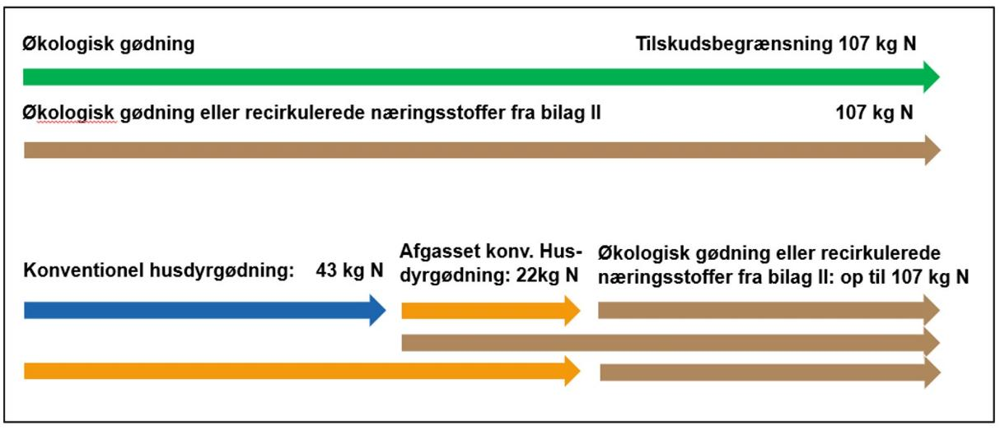 Økologisk gødning Tilskudsbegrænsning 107 kg N
Økologisk gødning eller recirkulerede næringsstoffer fra bilag II 107 kg N
Konventionel husdyrgødning: 43 kg N
Afgasset konv. Hus-
dyrgødning: 22kg N
Økologisk gødning eller recirkulerede
næringsstoffer fra bilag II: op til 107 kg N